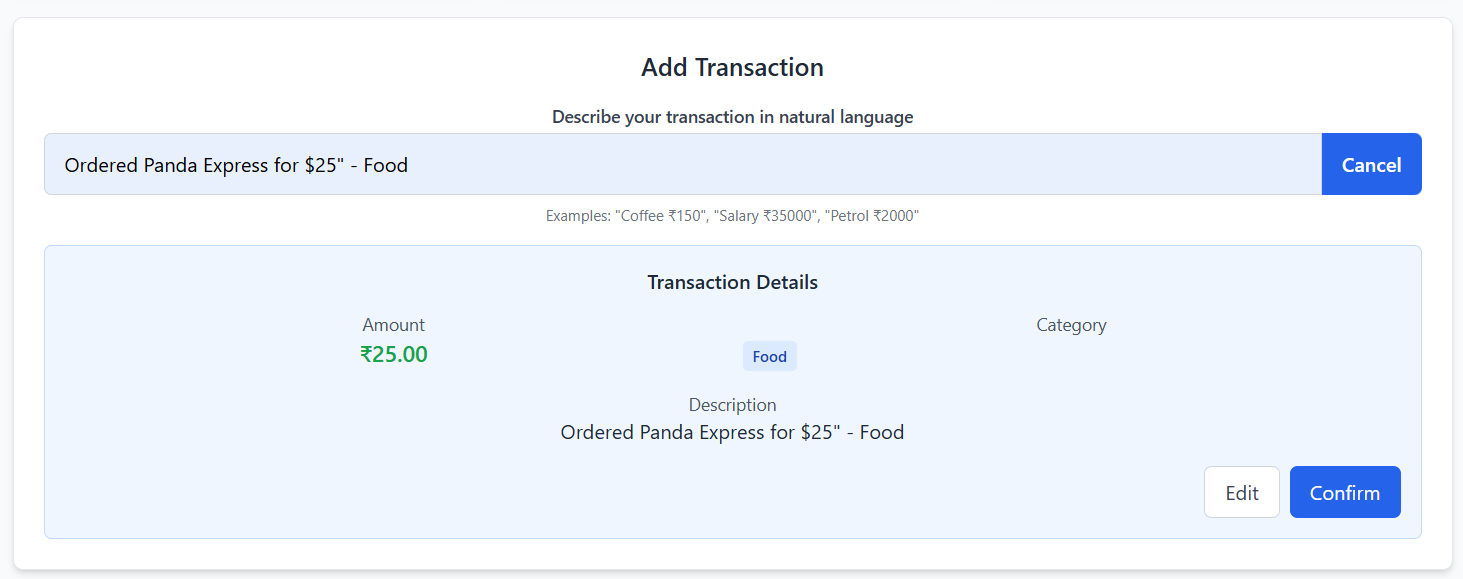 Add Transaction
Describe your transaction in natural language
Ordered Panda Express for $25" - Food
Cancel
Examples: "Coffee ₹150", "Salary ₹35000", "Petrol ₹2000"
Transaction Details
Amount
Category
₹25.00
Food
Description
Ordered Panda Express for $25" - Food
Edit
Confirm